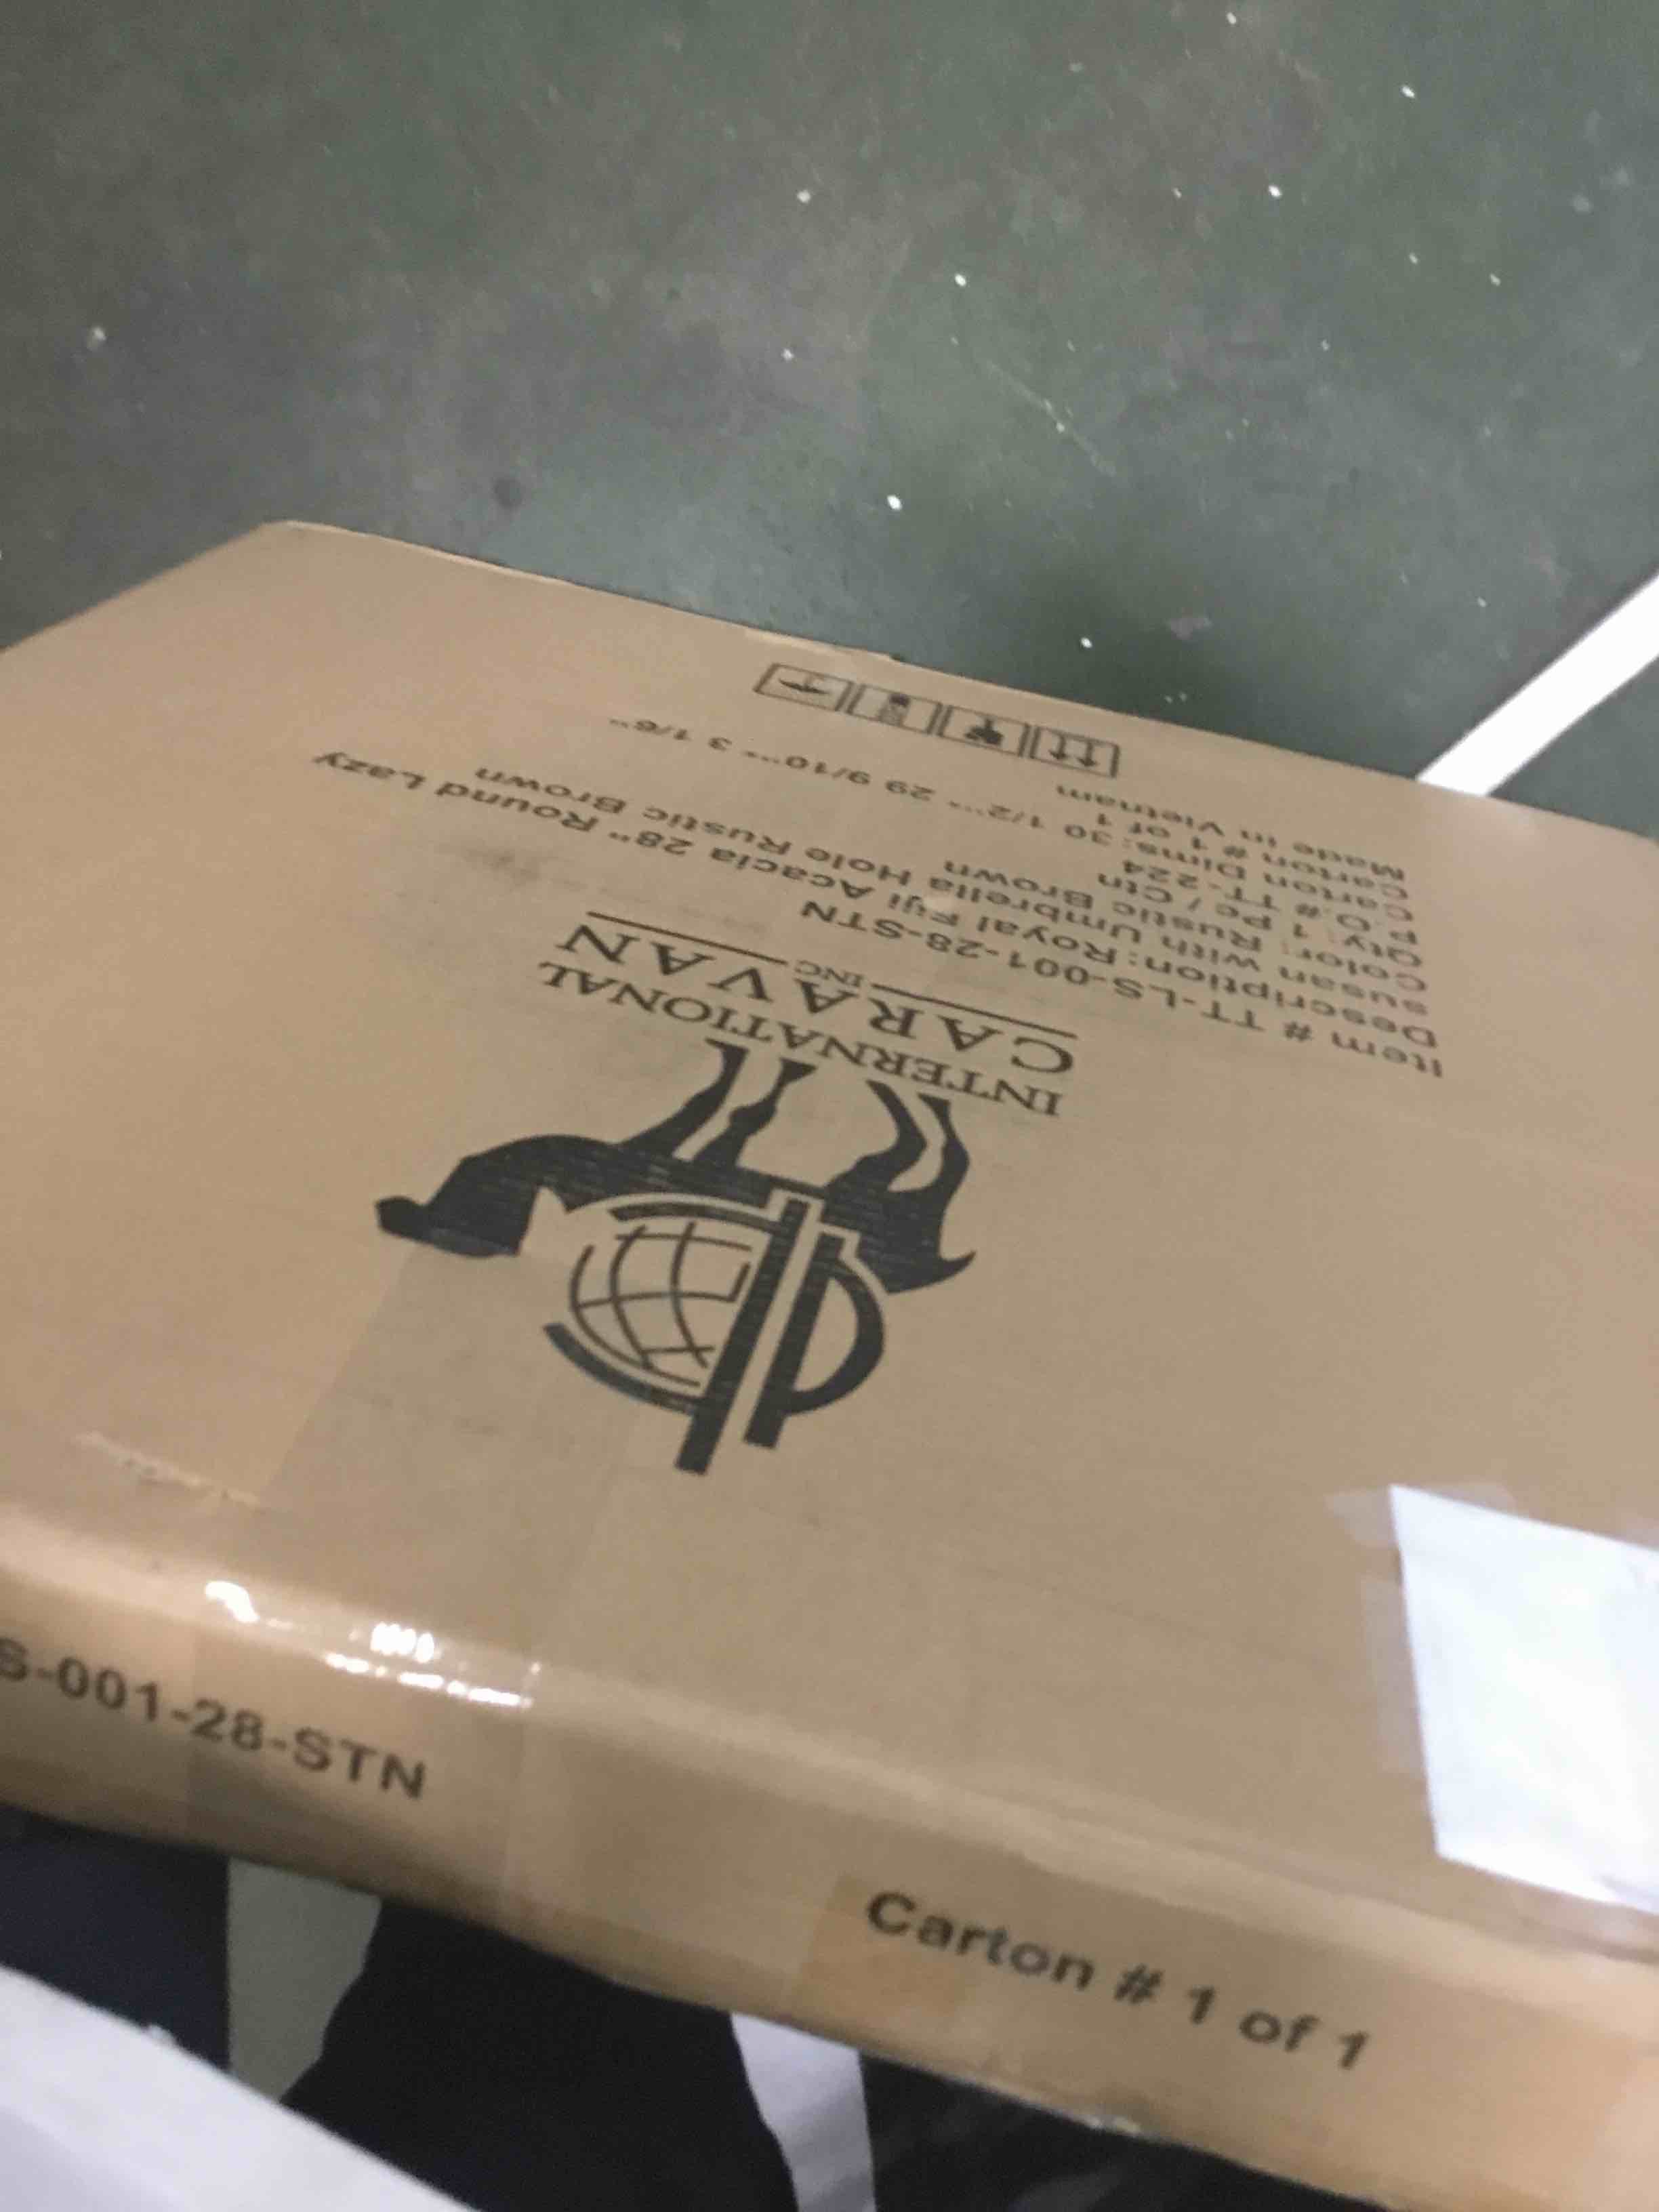 INTERNATIONAL
CARAVAN
INC
Item # TT-LS-001-28-STN
Description: Royal Fiji Acacia 28"" Round Lazy
susan with Umbrella Hole Rustic Brown
Color: Rustic Brown
Qty: 1 Pc / Ctn
P.O.# TT-224
Carton Dims: 30 1/2""* 29 9/10""* 3 1/6""
Carton # 1 of 1
Made in Vietnam
S-001-28-STN
Carton # 1 of 1